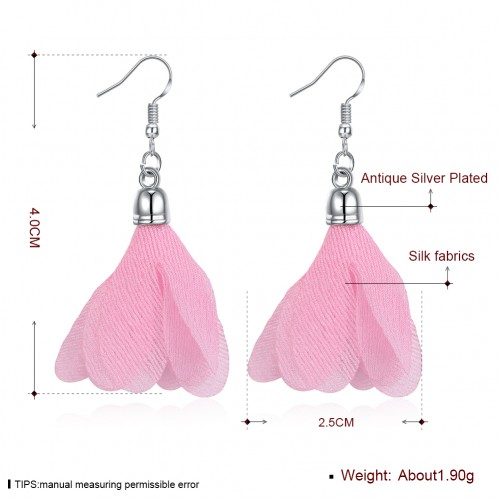 4.0CM
Antique Silver Plated
Silk fabrics
2.5CM
TIPS:manual measuring permissible error
Weight: About1.90g